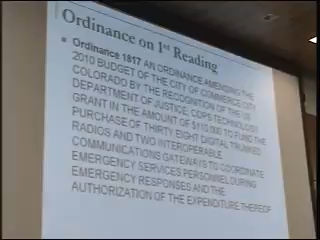 Ordinance on 1st Reading
• Ordinance 1817 AN ORDINANCE AMENDING THE
2010 BUDGET OF THE CITY OF COMMERCE CITY,
COLORADO BY THE RECOGNITION OF THE US
DEPARTMENT OF JUSTICE, COPS TECHNOLOGY
GRANT IN THE AMOUNT OF $110,000 TO FUND THE
PURCHASE OF THIRTY EIGHT DIGITAL TRUNKED
RADIOS AND TWO INTEROPERABLE
COMMUNICATIONS GATEWAYS TO COORDINATE
EMERGENCY SERVICES PERSONNEL DURING
EMERGENCY RESPONSES AND THE
AUTHORIZATION OF THE EXPENDITURE THEREOF